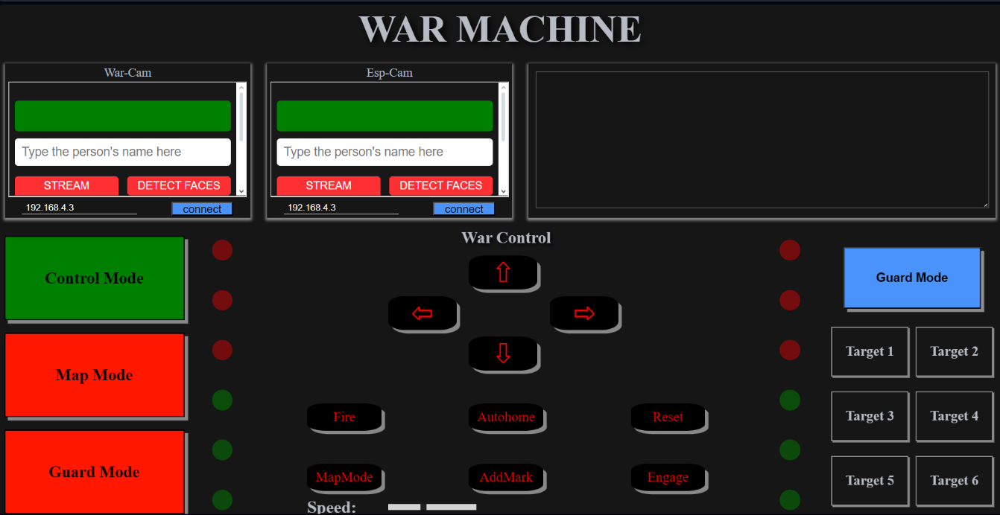 WAR MACHINE
War-Cam
Type the person's name here
STREAM DETECT FACES
192.168.4.3 connect
Esp-Cam
Type the person's name here
STREAM DETECT FACES
192.168.4.3 connect
Control Mode
Map Mode
Guard Mode
War Control
⇧
⇦ ⇨
⇩
Fire Autohome Reset
MapMode AddMark Engage
Speed:
Guard Mode
Target 1 Target 2
Target 3 Target 4
Target 5 Target 6